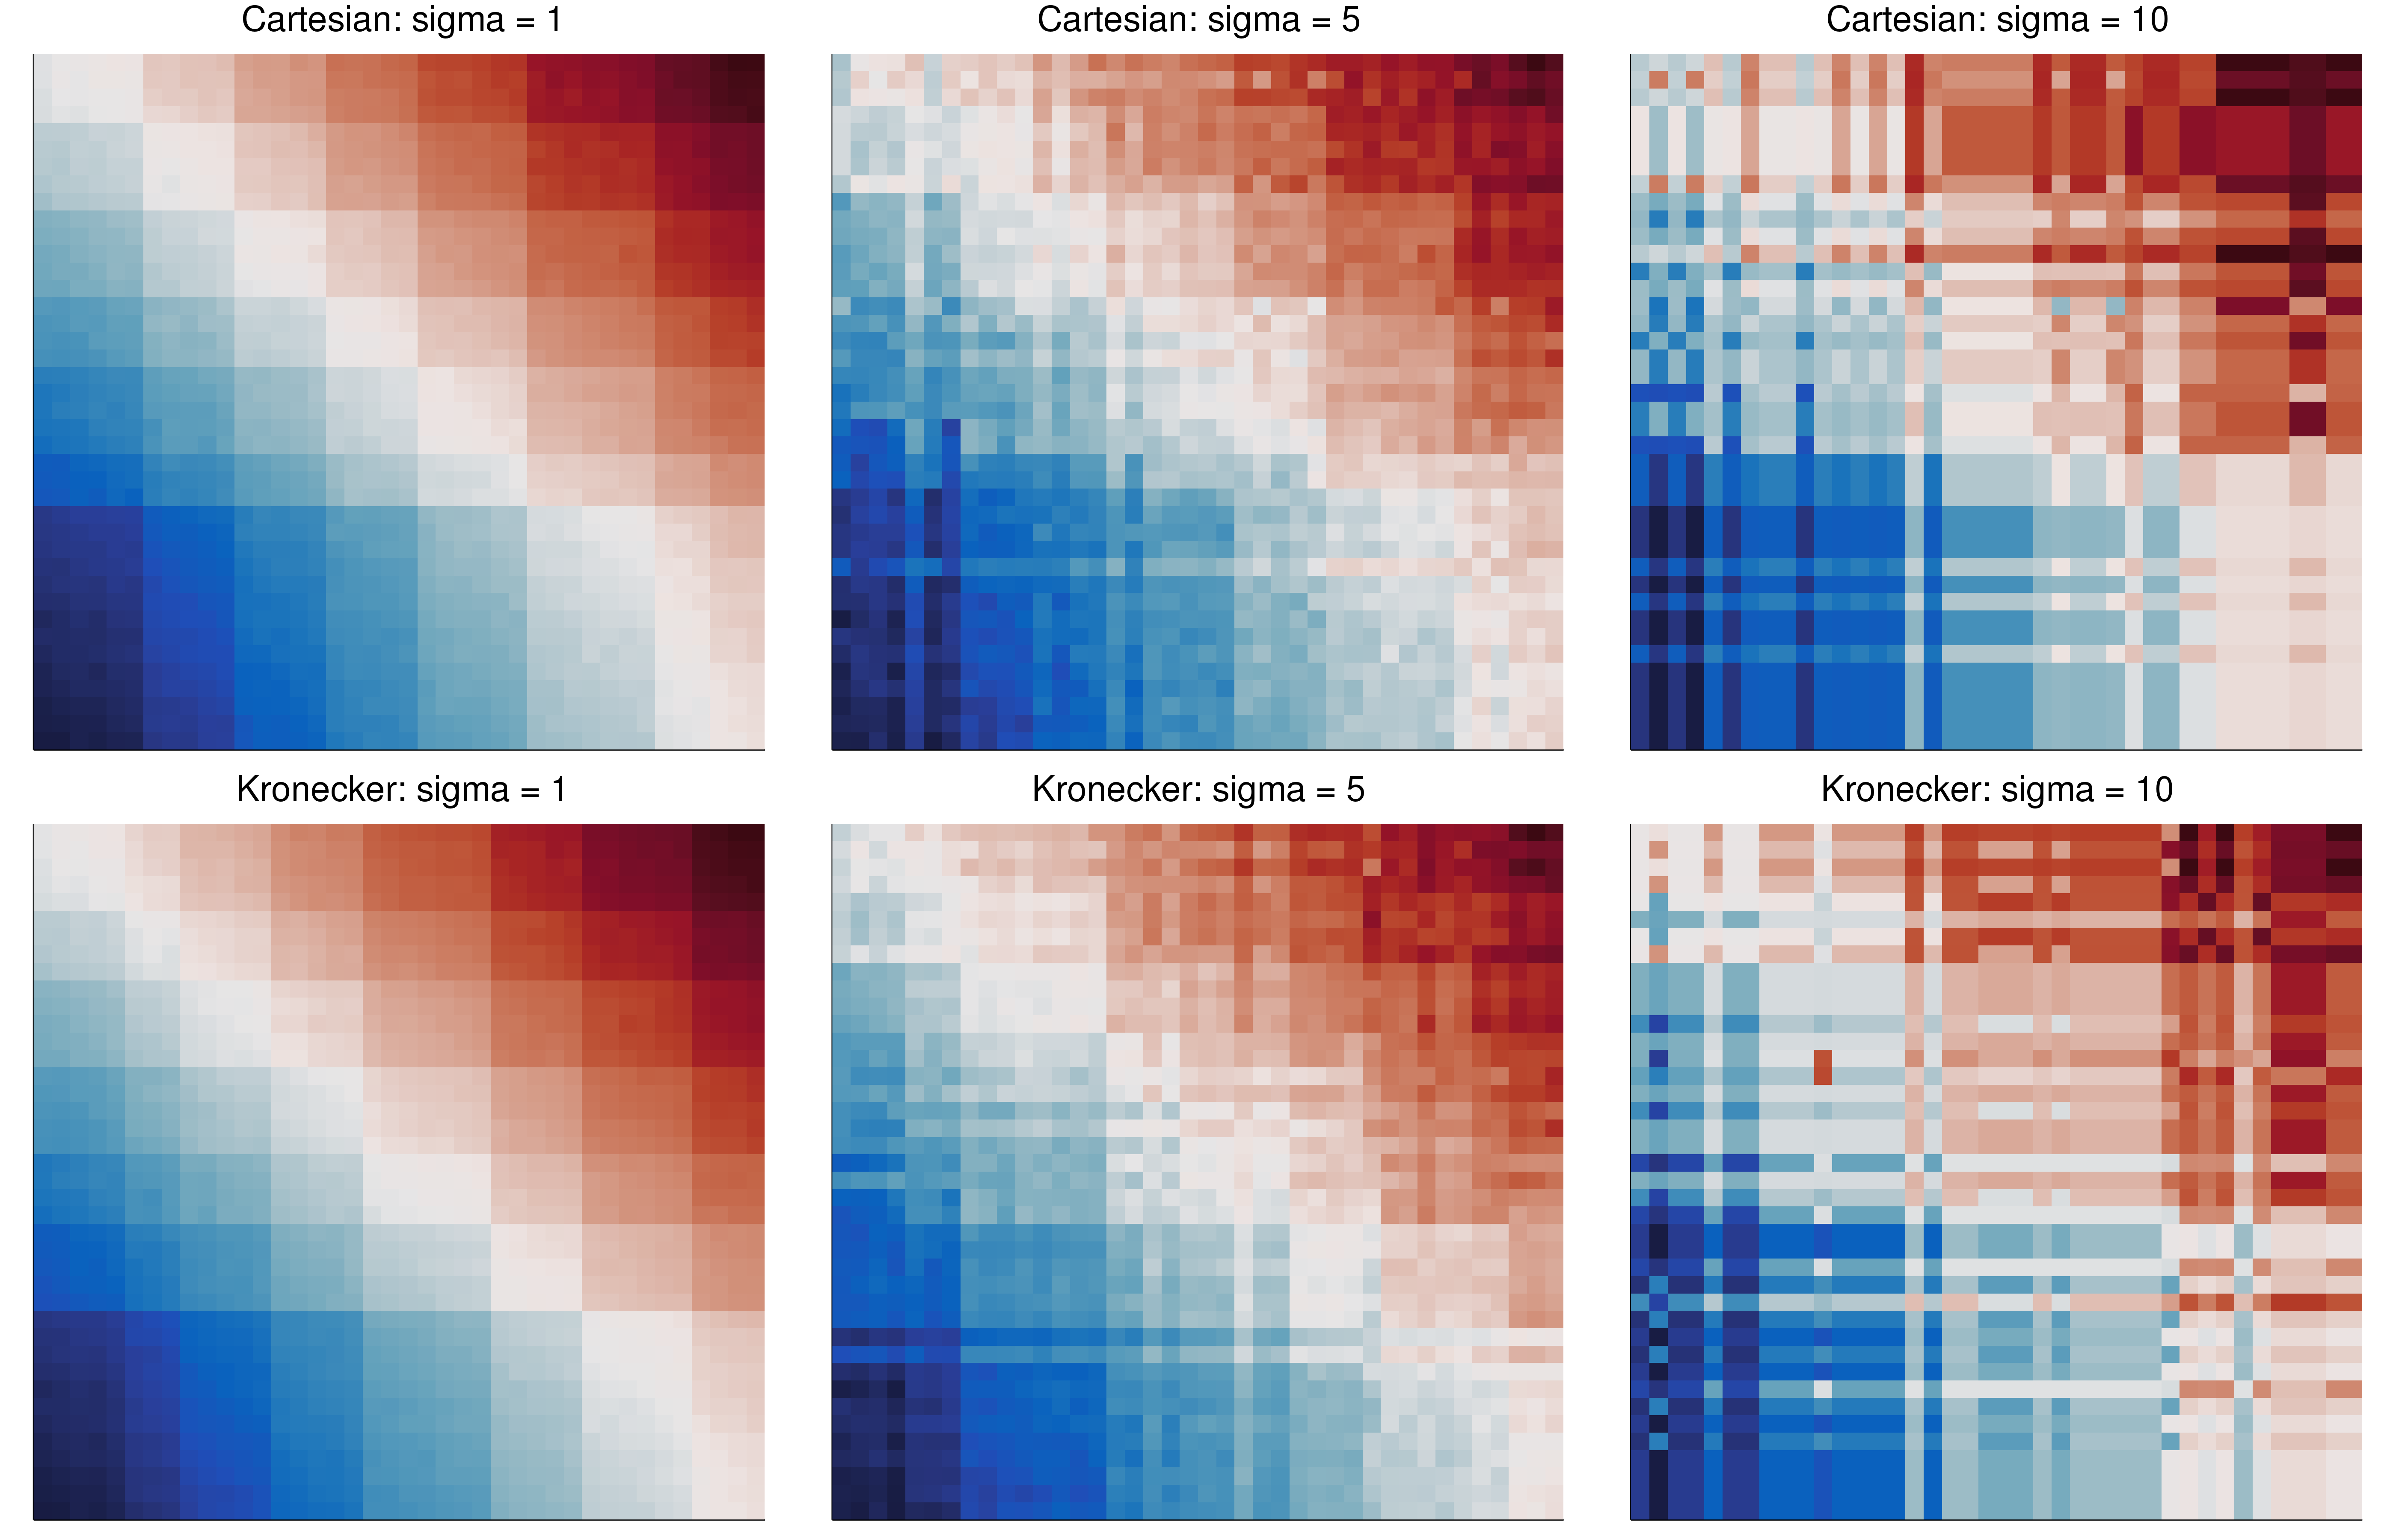 Cartesian: sigma = 1
Cartesian: sigma = 5
Cartesian: sigma = 10
Kronecker: sigma = 1
Kronecker: sigma = 5
Kronecker: sigma = 10